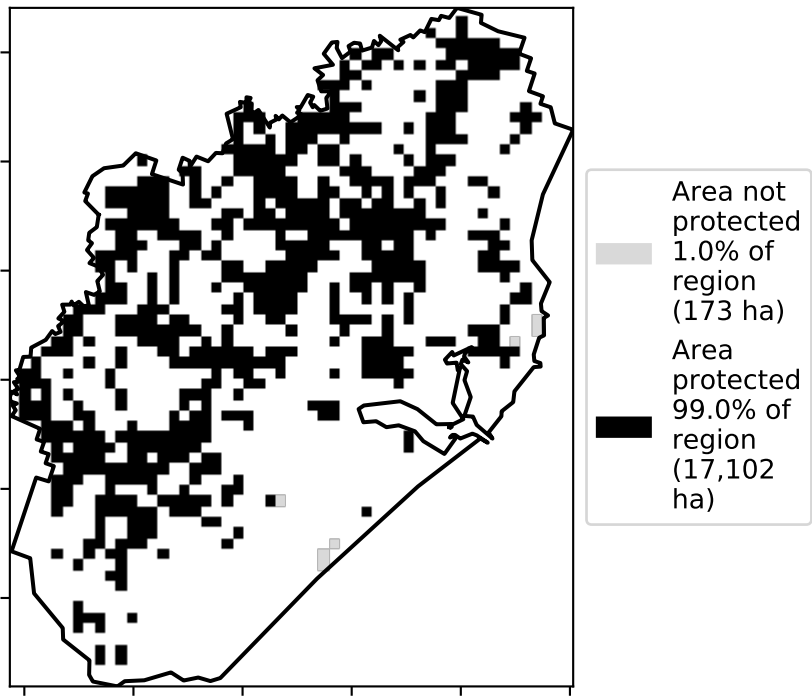 Area not
protected
1.0% of
region
(173 ha)
Area
protected
99.0% of
region
(17,102
ha)